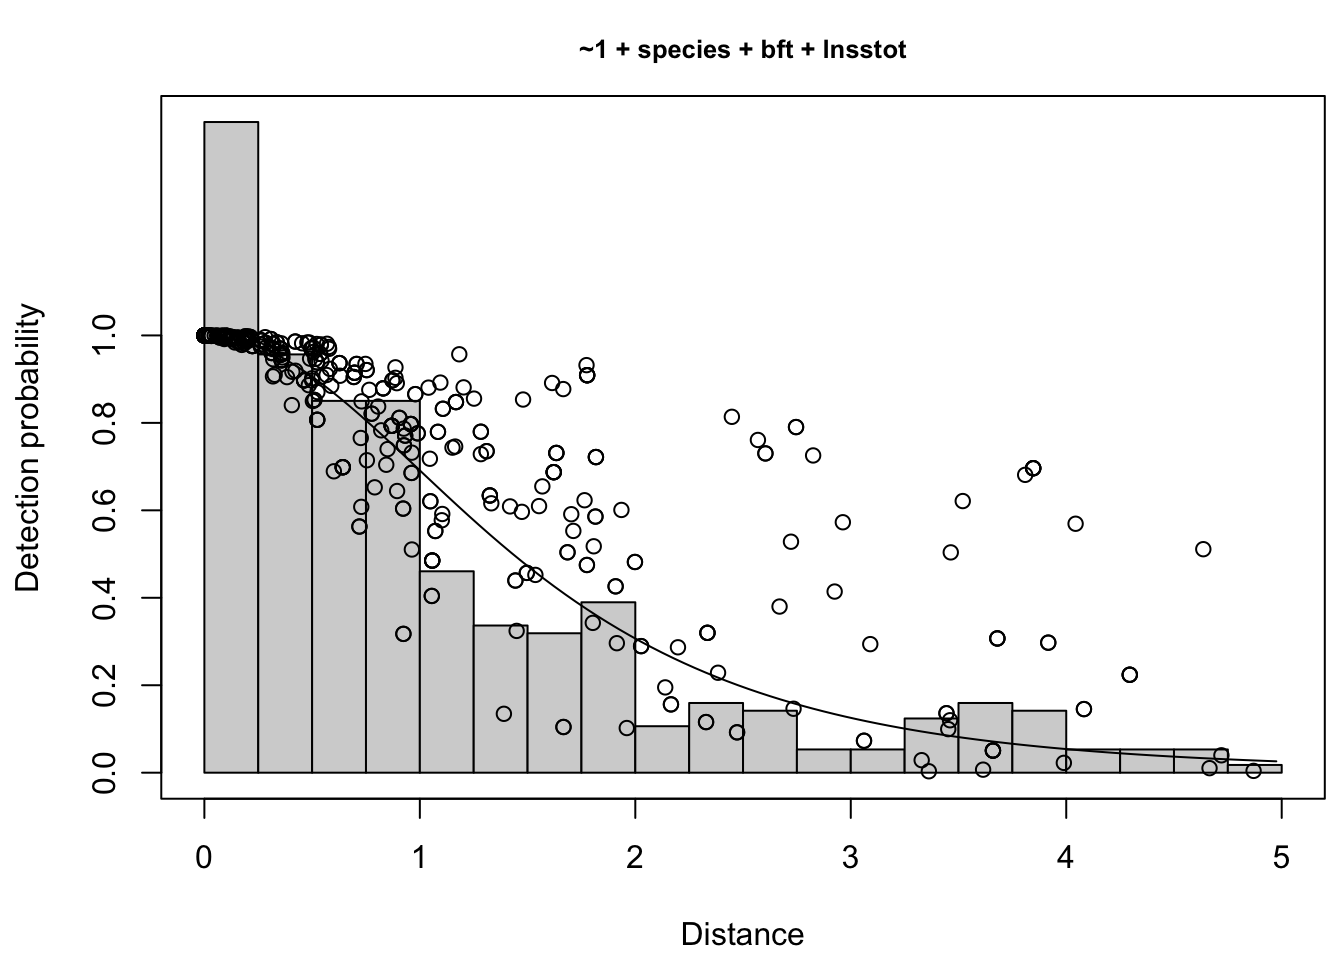 ~1 + species + bft + lnsstot
Detection probability
1.0
0.8
0.6
0.4
0.2
0.0
0 1 2 3 4 5
Distance